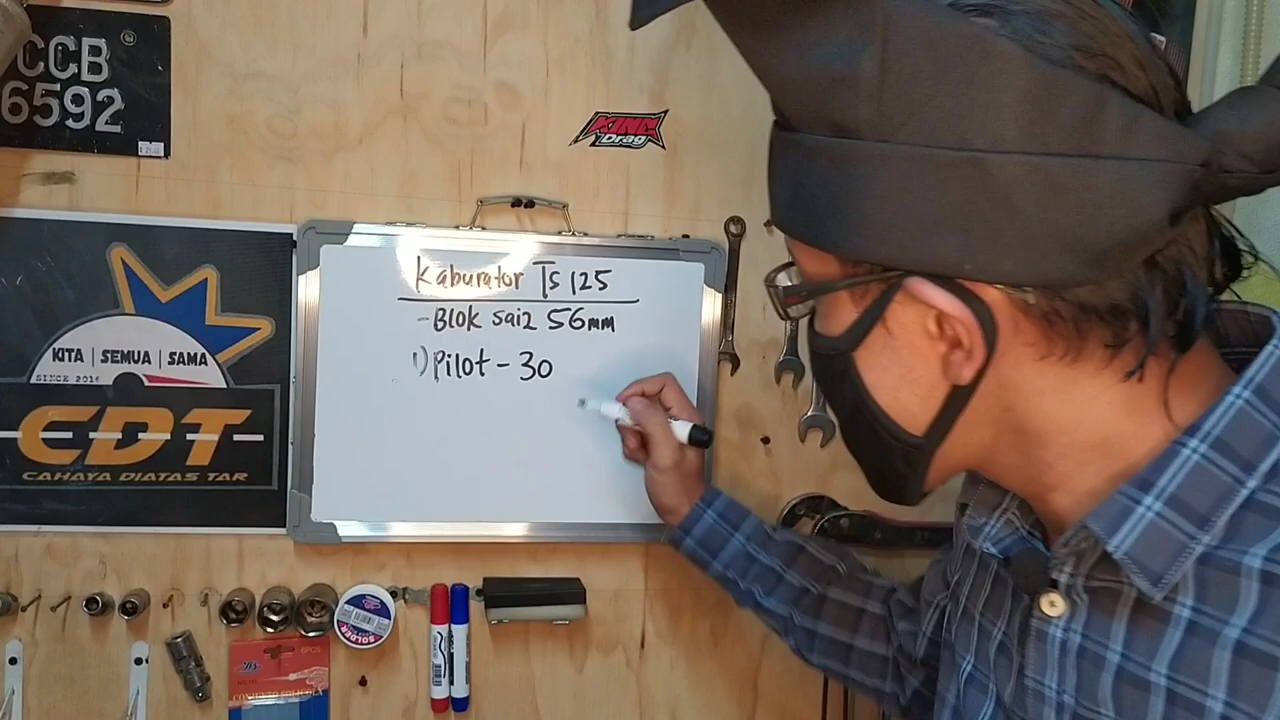 CCB
6592
KING
Drag
Kaburator Ts 125
- Blok saiz 56mm
1) Pilot - 30
KITA | SEMUA | SAMA
SINCE 2016
CDT
CAHAYA DIATAS TAR
SOLDER
6PCS